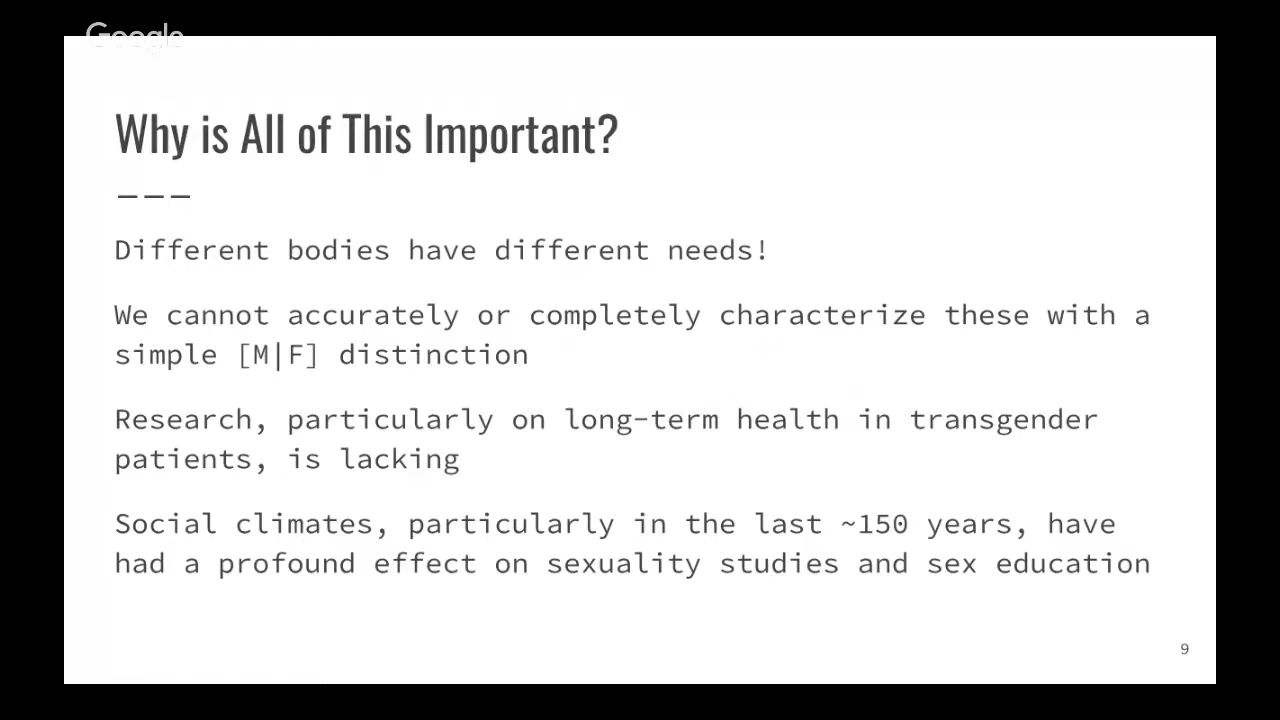 Google
Why is All of This Important?
Different bodies have different needs!
We cannot accurately or completely characterize these with a
simple [M|F] distinction
Research, particularly on long-term health in transgender
patients, is lacking
Social climates, particularly in the last ~150 years, have
had a profound effect on sexuality studies and sex education
9